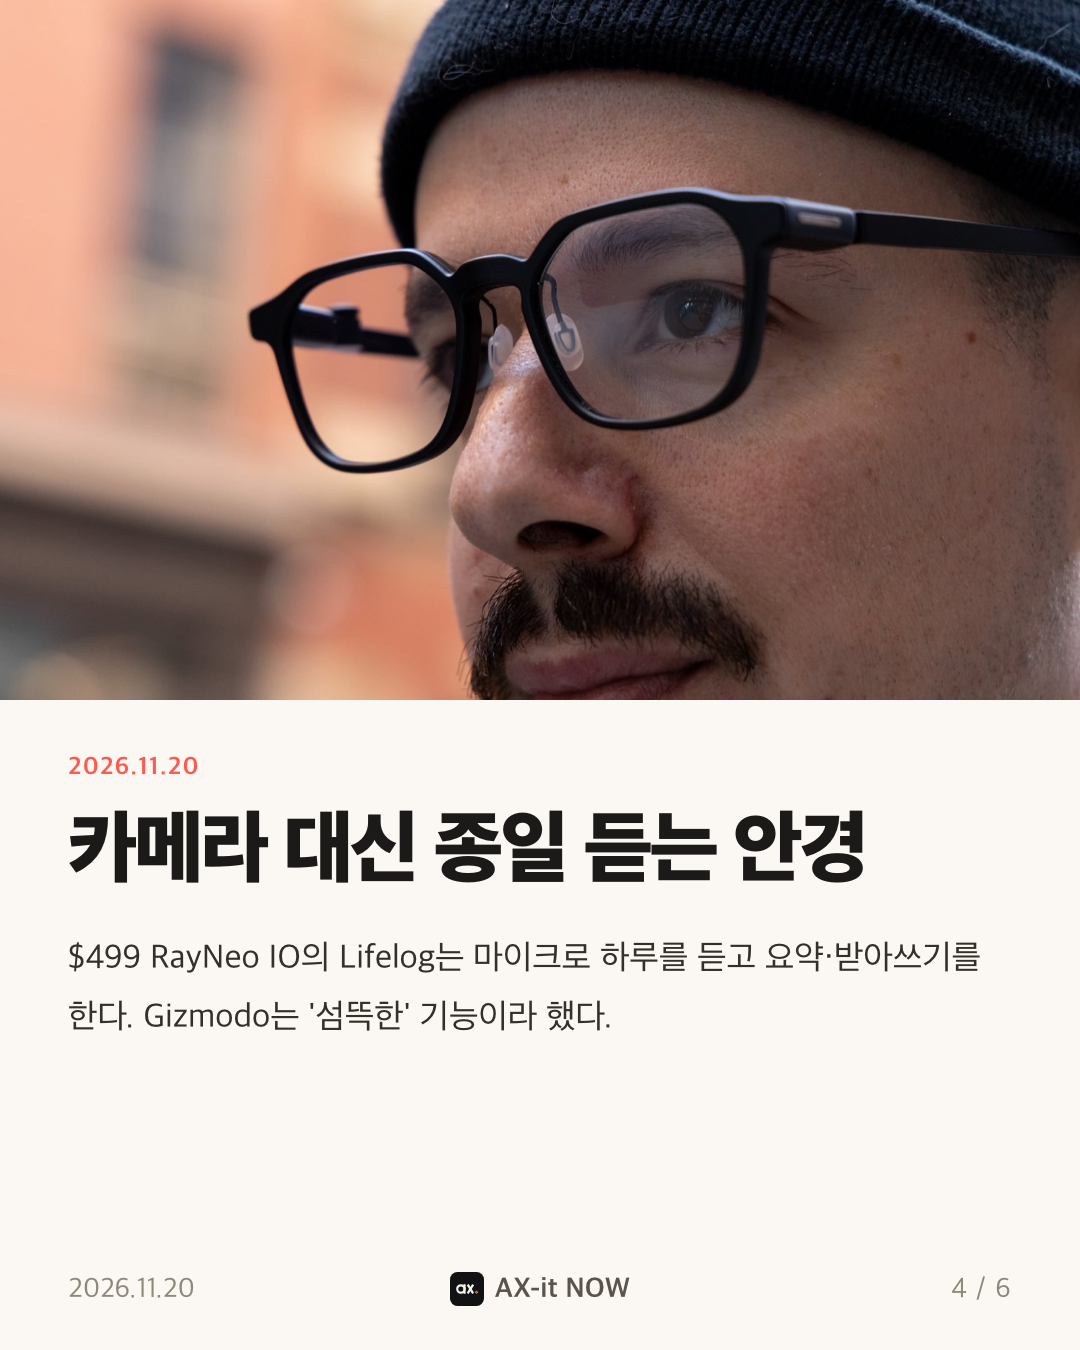 2026.11.20
카메라 대신 종일 듣는 안경
$499 RayNeo IO의 Lifelog는 마이크로 하루를 듣고 요약·받아쓰기를
한다. Gizmodo는 '섬뜩한' 기능이라 했다.
2026.11.20
ax.
AX-it NOW
4 / 6